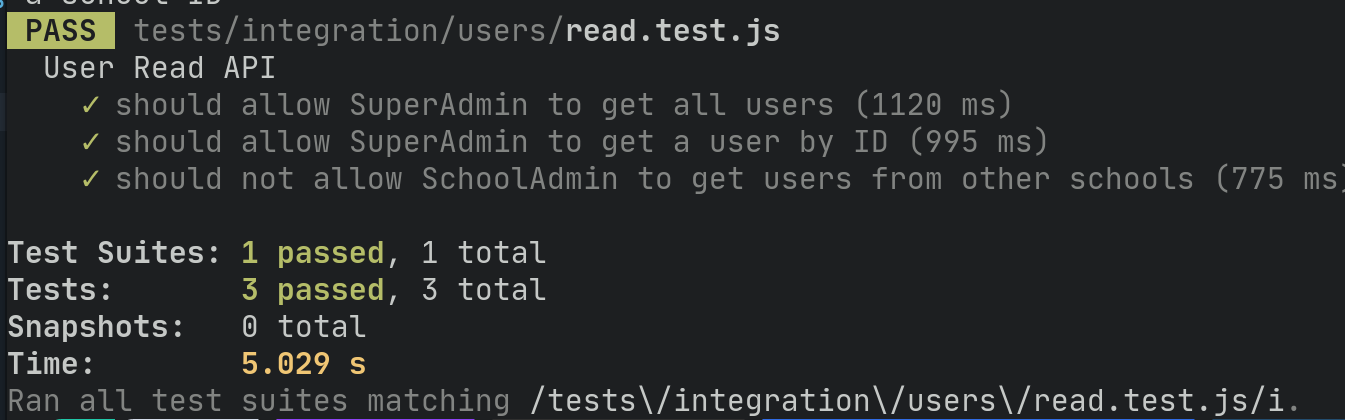 a school ID
PASS tests/integration/users/read.test.js
User Read API
✓ should allow SuperAdmin to get all users (1120 ms)
✓ should allow SuperAdmin to get a user by ID (995 ms)
✓ should not allow SchoolAdmin to get users from other schools (775 ms)
Test Suites: 1 passed, 1 total
Tests: 3 passed, 3 total
Snapshots: 0 total
Time: 5.029 s
Ran all test suites matching /tests\/integration\/users\/read.test.js/i.